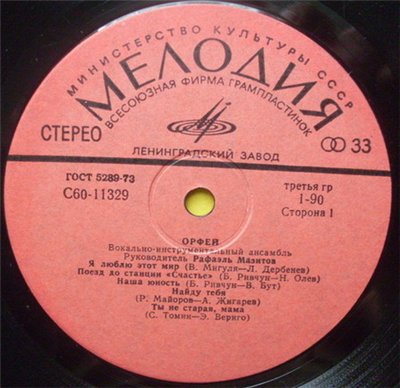 МИНИСТЕРСТВО КУЛЬТУРЫ СССР
МЕЛОДИЯ
ВСЕСОЮЗНАЯ ФИРМА ГРАМПЛАСТИНОК
СТЕРЕО
33
ЛЕНИНГРАДСКИЙ ЗАВОД
ГОСТ 5289-73
С60-11329
третья гр
1-90
Сторона 1
ОРФЕЙ
Вокально-инструментальный ансамбль
Руководитель Рафаэль Мазитов
Я люблю этот мир (В. Мигуля—Л. Дербенев)
Поезд до станции «Счастье» (Б. Ривчун—Н. Олев)
Наша юность (Б. Ривчун—В. Бут)
Найду тебя
(Р. Майоров—А. Жигарев)
Ты не старая, мама
(С. Томин—Э. Вериго)